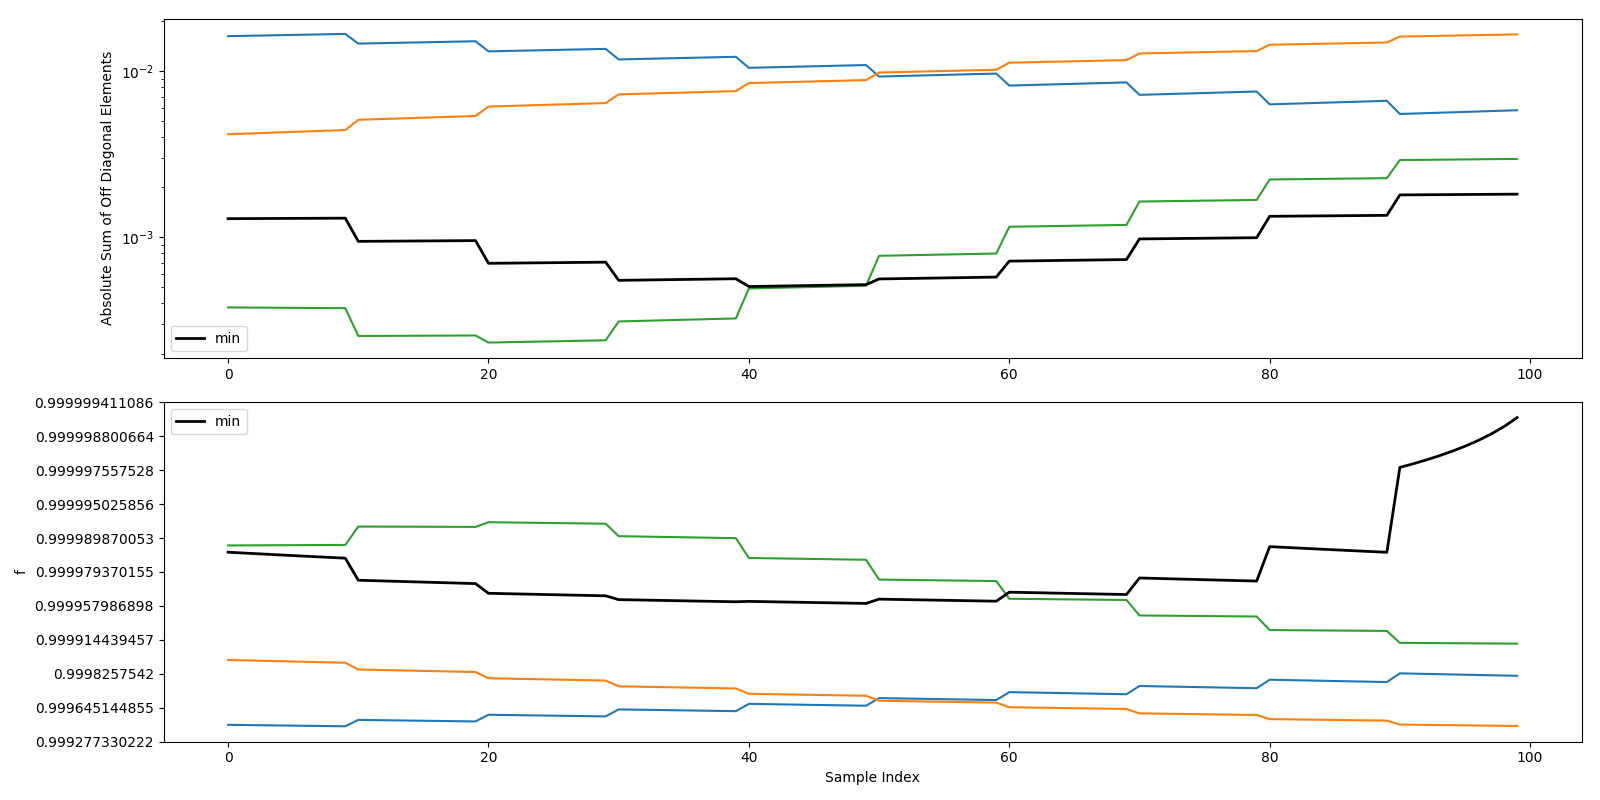 Absolute Sum of Off Diagonal Elements
10⁻²
10⁻³
min
0 20 40 60 80 100
f
0.999999411086
0.999998800664
0.999997557528
0.999995025856
0.999989870053
0.999979370155
0.999957986898
0.999914439457
0.9998257542
0.999645144855
0.999277330222
min
0 20 40 60 80 100
Sample Index